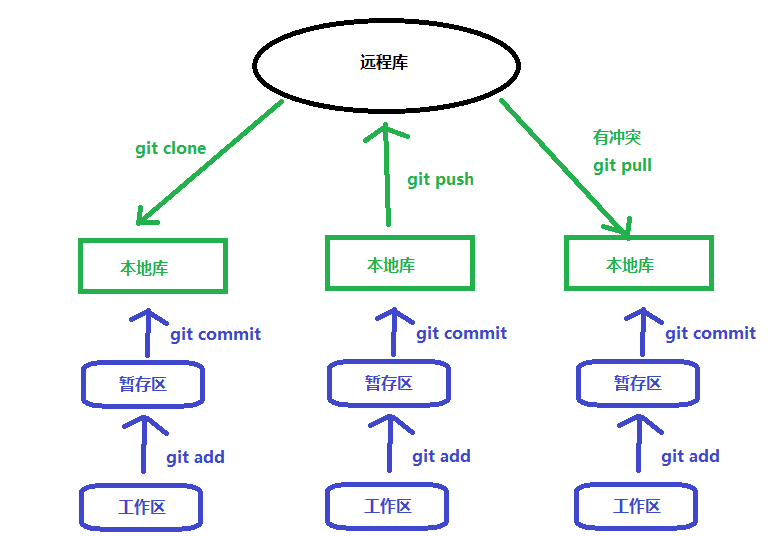 远程库
git clone
git push
有冲突
git pull
本地库
本地库
本地库
git commit
git commit
git commit
暂存区
暂存区
暂存区
git add
git add
git add
工作区
工作区
工作区